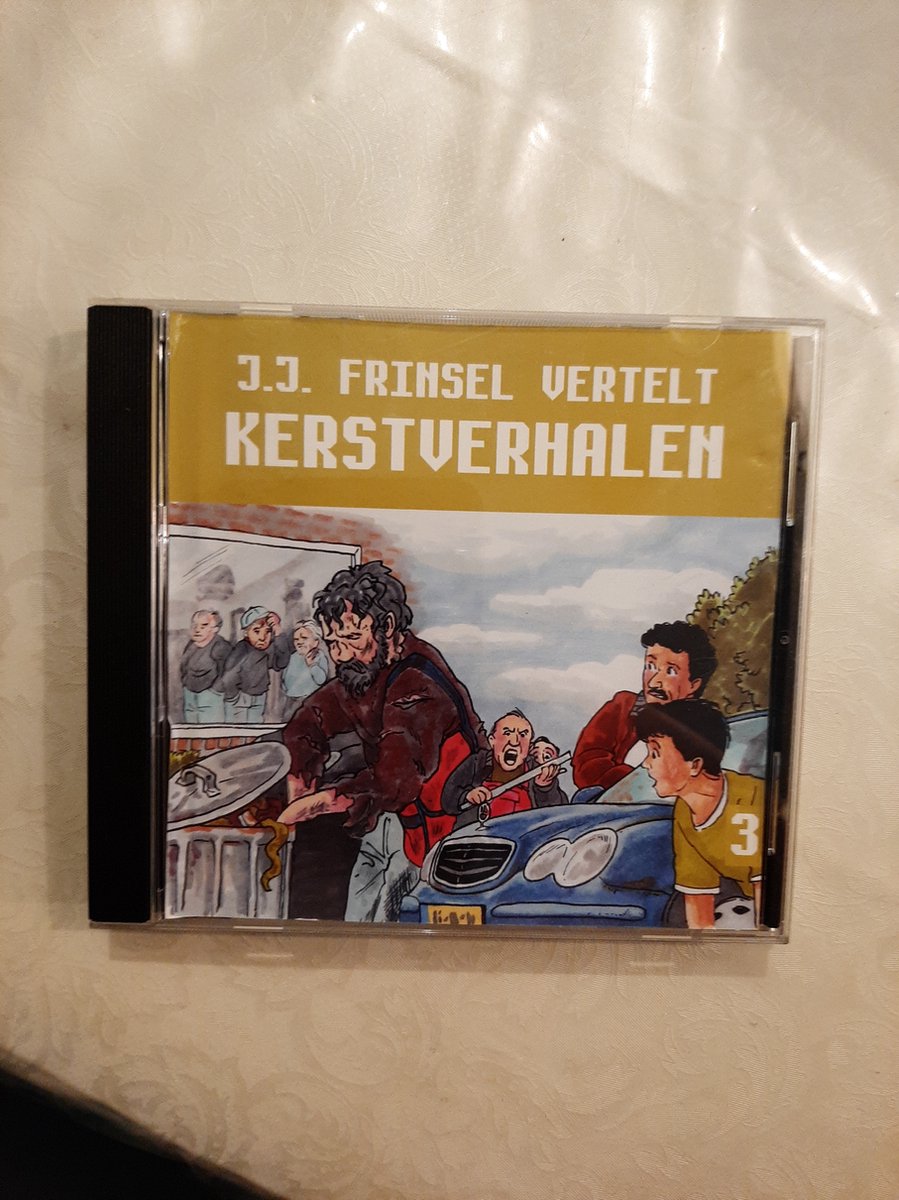 J.J. FRINSEL VERTELT
KERSTVERHALEN
3